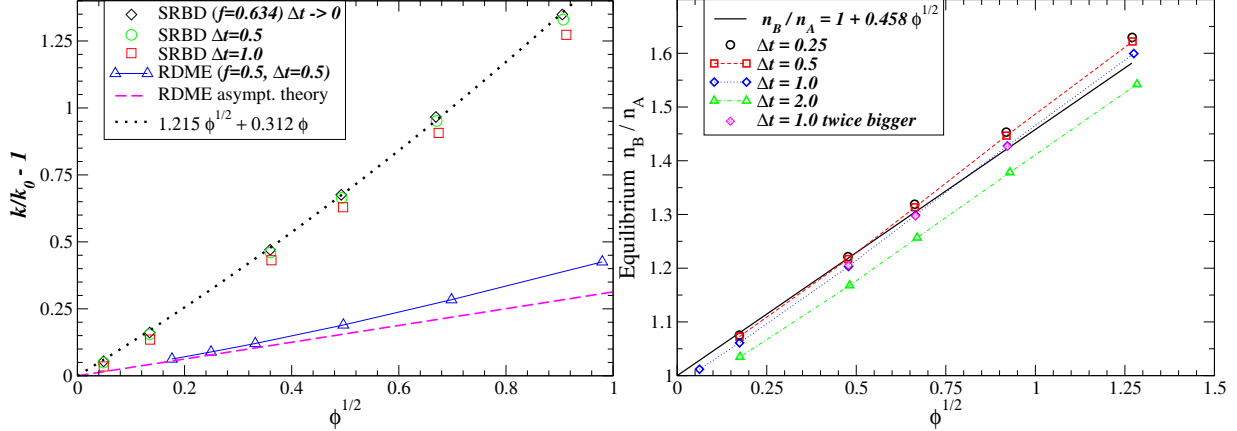 SRBD (f=0.634) Δt -> 0
SRBD Δt=0.5
SRBD Δt=1.0
RDME (f=0.5, Δt=0.5)
RDME asympt. theory
1.215 ϕ^{1/2} + 0.312 ϕ
k/k_0 - 1
1.25
1
0.75
0.5
0.25
0
0
0.2
0.4
0.6
0.8
1
ϕ^{1/2}
n_B / n_A = 1 + 0.458 ϕ^{1/2}
Δt = 0.25
Δt = 0.5
Δt = 1.0
Δt = 2.0
Δt = 1.0 twice bigger
Equilibrium n_B / n_A
1.6
1.5
1.4
1.3
1.2
1.1
1
0
0.25
0.5
0.75
1
1.25
1.5
ϕ^{1/2}